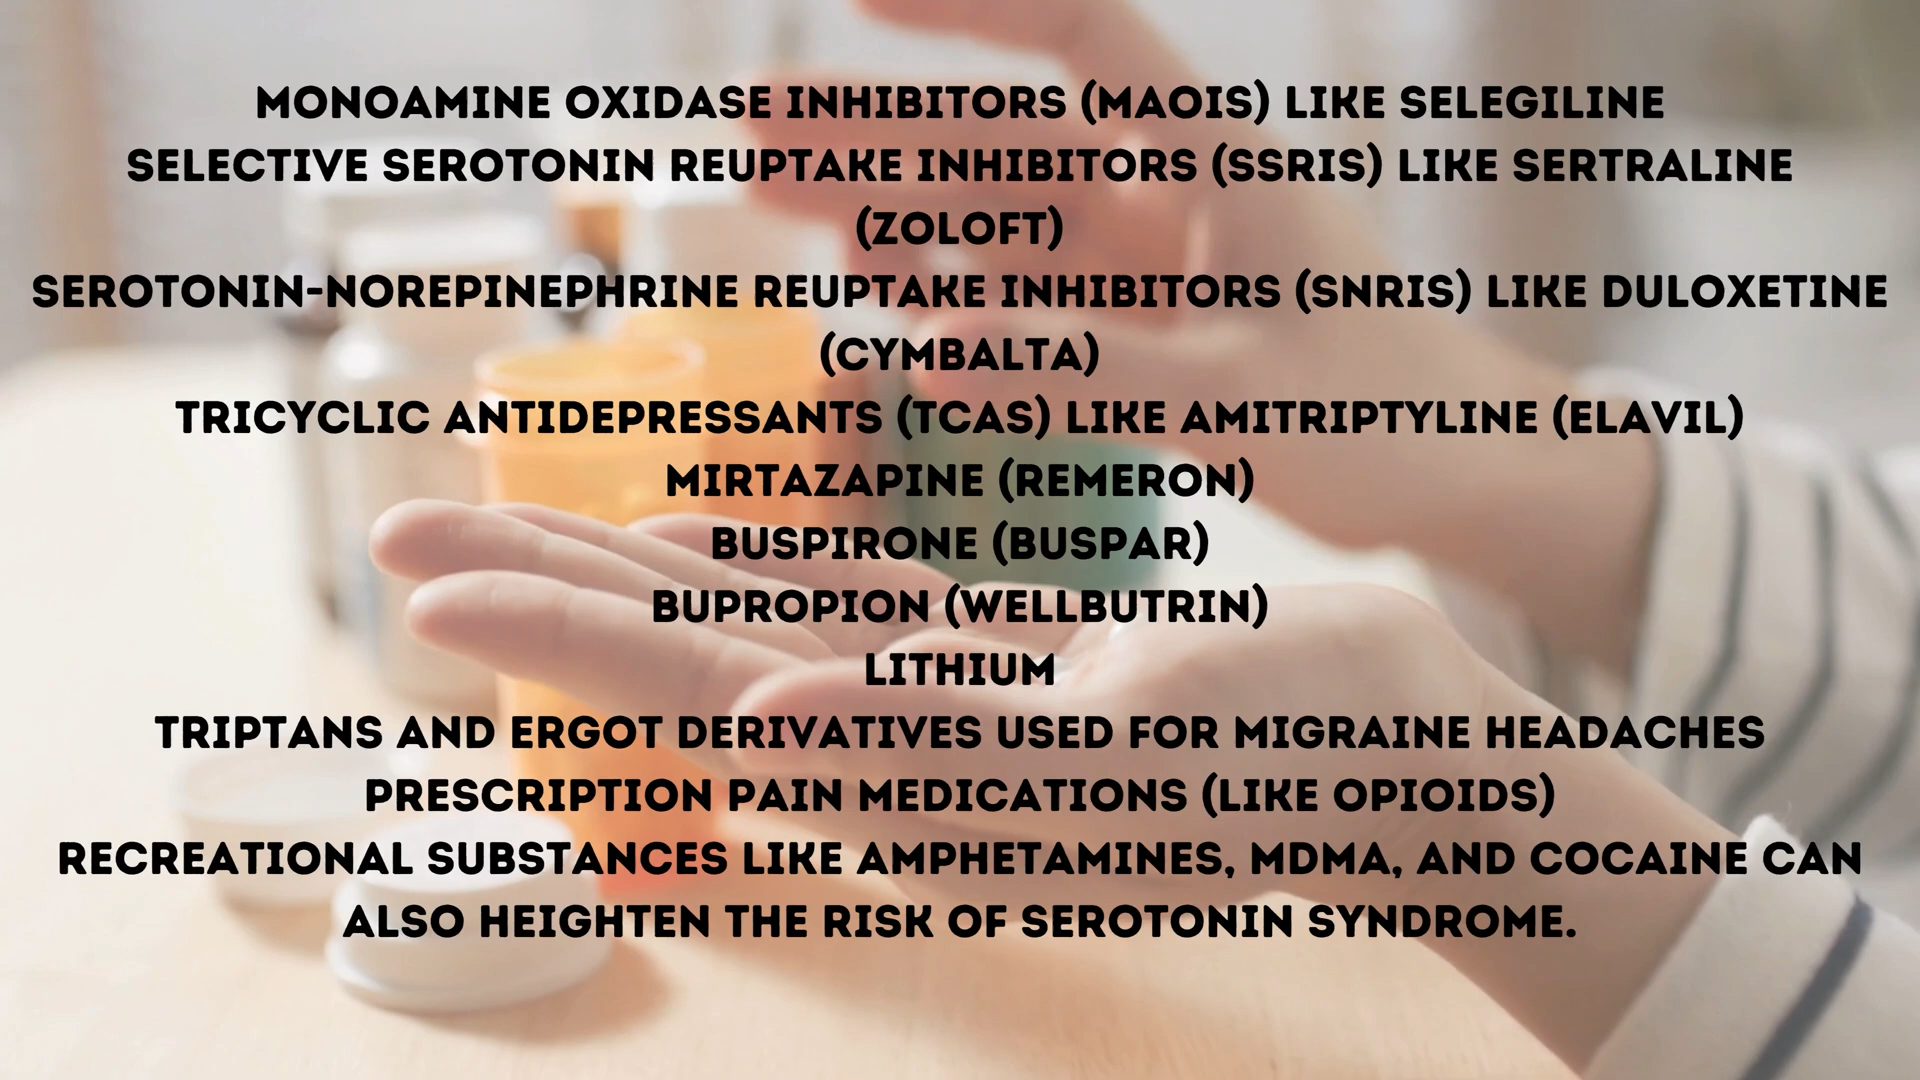 MONOAMINE OXIDASE INHIBITORS (MAOIS) LIKE SELEGILINE
SELECTIVE SEROTONIN REUPTAKE INHIBITORS (SSRIS) LIKE SERTRALINE
(ZOLOFT)
SEROTONIN-NOREPINEPHRINE REUPTAKE INHIBITORS (SNRIS) LIKE DULOXETINE
(CYMBALTA)
TRICYCLIC ANTIDEPRESSANTS (TCAS) LIKE AMITRIPTYLINE (ELAVIL)
MIRTAZAPINE (REMERON)
BUSPIRONE (BUSPAR)
BUPROPION (WELLBUTRIN)
LITHIUM
TRIPTANS AND ERGOT DERIVATIVES USED FOR MIGRAINE HEADACHES
PRESCRIPTION PAIN MEDICATIONS (LIKE OPIOIDS)
RECREATIONAL SUBSTANCES LIKE AMPHETAMINES, MDMA, AND COCAINE CAN
ALSO HEIGHTEN THE RISK OF SEROTONIN SYNDROME.